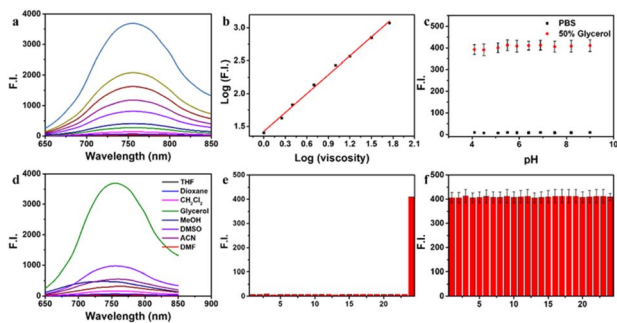 a
4000
3000
2000
1000
0
650 700 750 800 850
Wavelength (nm)
F.I.
b
3.0
2.5
2.0
1.5
0.0 0.3 0.6 0.9 1.2 1.5 1.8 2.1
Log (viscosity)
Log (F.I.)
c
PBS
50% Glycerol
500
400
300
200
100
0
2 4 6 8 10
pH
F.I.
d
4000
3000
2000
1000
0
650 700 750 800 850 900
Wavelength (nm)
F.I.
THF
Dioxane
CH2Cl2
Glycerol
MeOH
DMSO
ACN
DMF
e
500
400
300
200
100
0
5 10 15 20
F.I.
f
500
400
300
200
100
0
5 10 15 20
F.I.